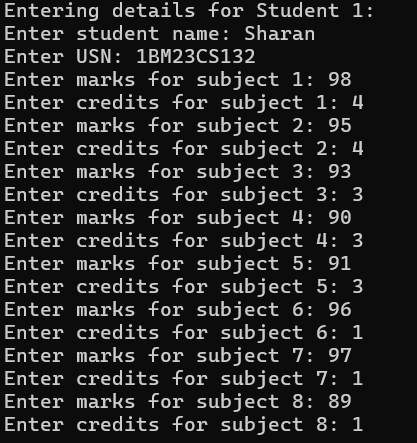 Entering details for Student 1:
Enter student name: Sharan
Enter USN: 1BM23CS132
Enter marks for subject 1: 98
Enter credits for subject 1: 4
Enter marks for subject 2: 95
Enter credits for subject 2: 4
Enter marks for subject 3: 93
Enter credits for subject 3: 3
Enter marks for subject 4: 90
Enter credits for subject 4: 3
Enter marks for subject 5: 91
Enter credits for subject 5: 3
Enter marks for subject 6: 96
Enter credits for subject 6: 1
Enter marks for subject 7: 97
Enter credits for subject 7: 1
Enter marks for subject 8: 89
Enter credits for subject 8: 1